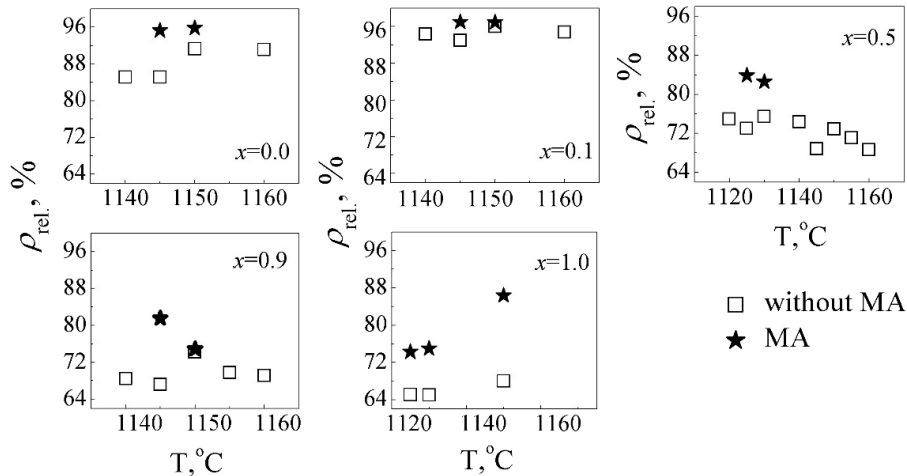 96
88
80
72
64
x=0.0
1140 1150 1160
96
88
80
72
64
x=0.1
1140 1150 1160
96
88
80
72
64
x=0.5
1120 1140 1160
ρrel., %
T,°C
ρrel., %
ρrel., %
96
88
80
72
64
x=0.9
1140 1150 1160
T,°C
96
88
80
72
64
x=1.0
1120 1140 1160
T,°C
without MA
MA